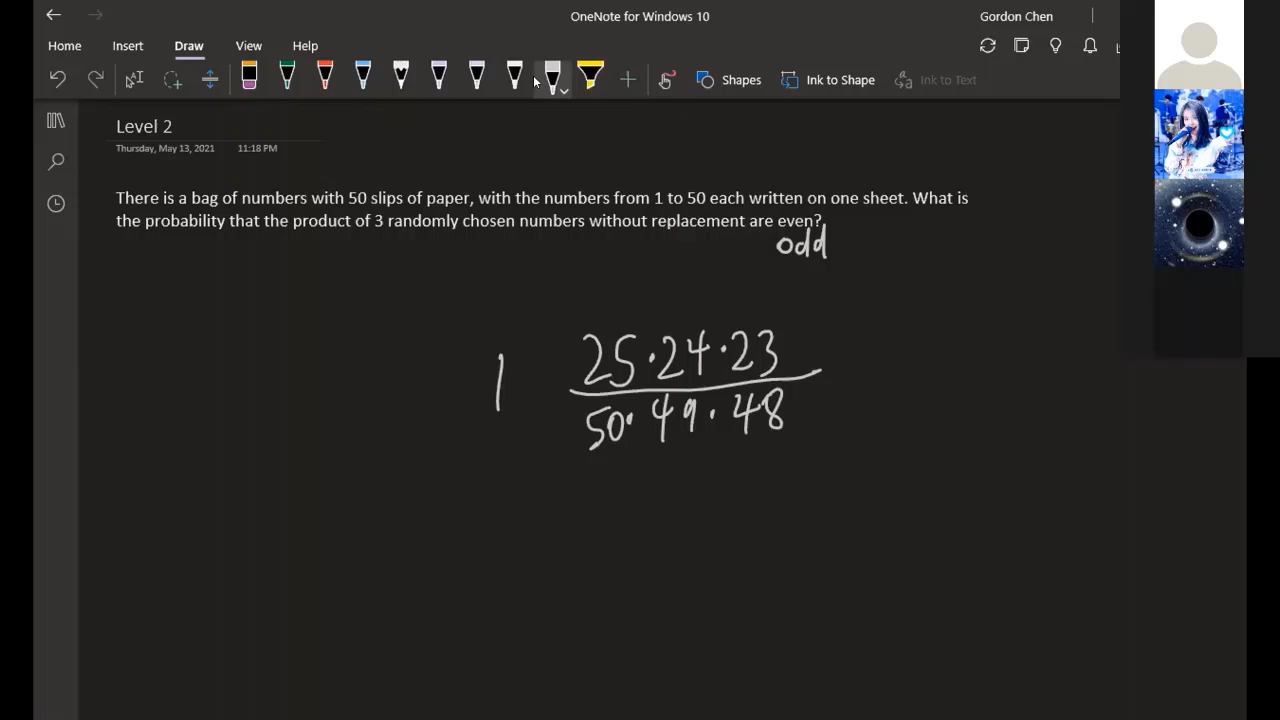 OneNote for Windows 10
Gordon Chen
Home Insert Draw View Help
Shapes Ink to Shape Ink to Text
Level 2
Thursday, May 13, 2021 11:18 PM
There is a bag of numbers with 50 slips of paper, with the numbers from 1 to 50 each written on one sheet. What is
the probability that the product of 3 randomly chosen numbers without replacement are even?
odd
25·24·23
1
50·49·48